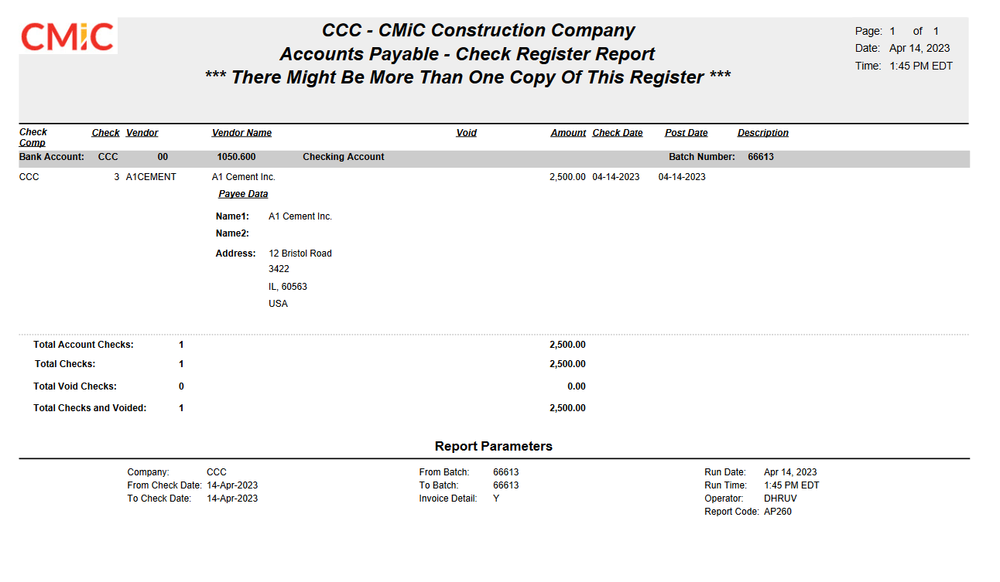 CMiC
CCC - CMiC Construction Company
Accounts Payable - Check Register Report
*** There Might Be More Than One Copy Of This Register ***
Page: 1 of 1
Date: Apr 14, 2023
Time: 1:45 PM EDT
Check Comp Check Vendor Vendor Name Void Amount Check Date Post Date Description
Bank Account: CCC 00 1050.600 Checking Account Batch Number: 66613
CCC 3 A1CEMENT A1 Cement Inc. 2,500.00 04-14-2023 04-14-2023
Payee Data
Name1: A1 Cement Inc.
Name2:
Address: 12 Bristol Road
3422
IL, 60563
USA
Total Account Checks: 1 2,500.00
Total Checks: 1 2,500.00
Total Void Checks: 0 0.00
Total Checks and Voided: 1 2,500.00
Report Parameters
Company: CCC From Batch: 66613 Run Date: Apr 14, 2023
From Check Date: 14-Apr-2023 To Batch: 66613 Run Time: 1:45 PM EDT
To Check Date: 14-Apr-2023 Invoice Detail: Y Operator: DHRUV
Report Code: AP260